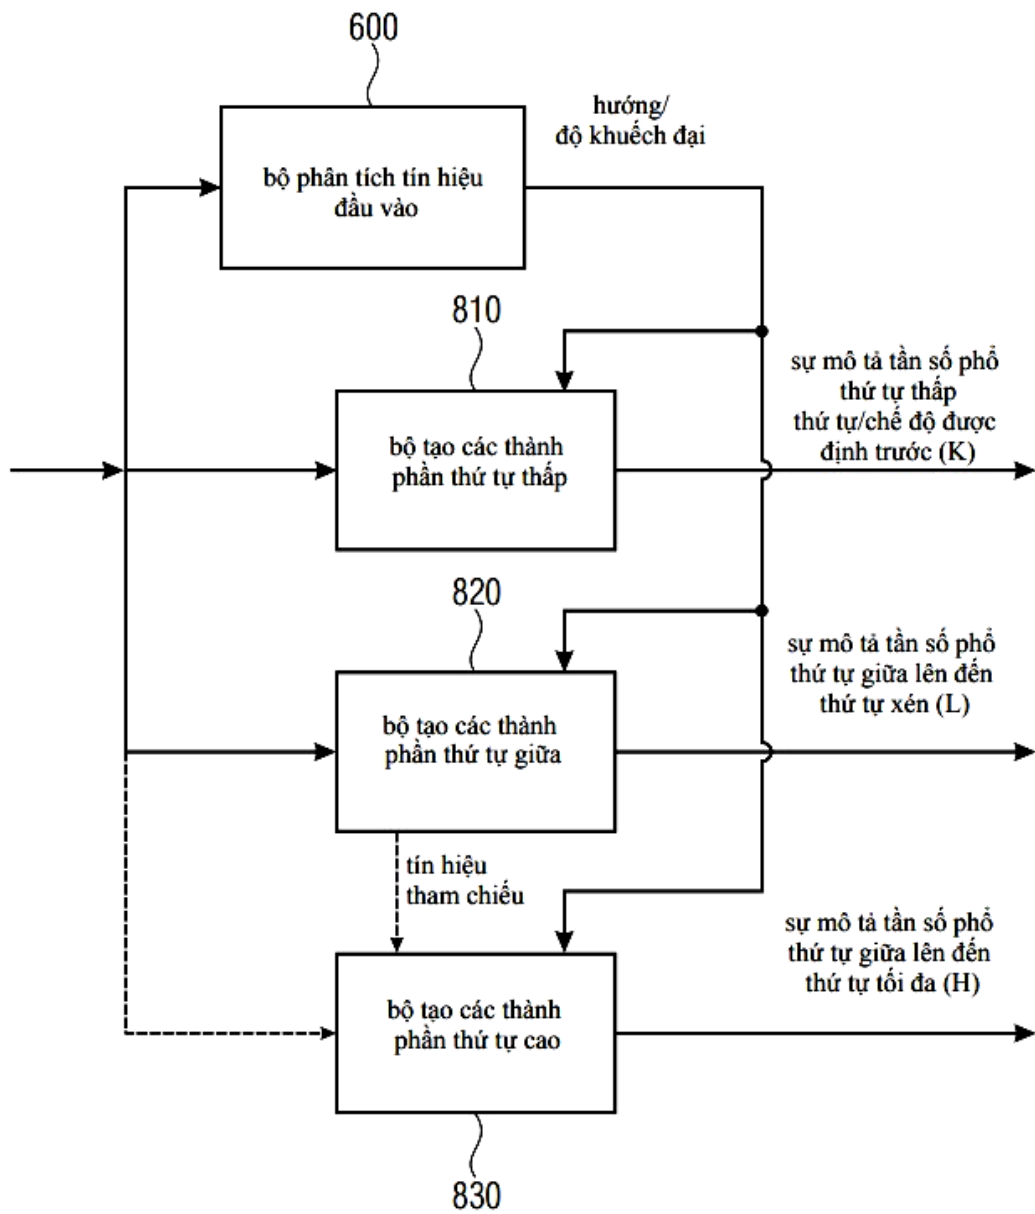 600
hướng/
độ khuếch đại
bộ phân tích tín hiệu
đầu vào
810
sự mô tả tần số phổ
thứ tự thấp
thứ tự/chế độ được
định trước (K)
bộ tạo các thành
phần thứ tự thấp
820
sự mô tả tần số phổ
thứ tự giữa lên đến
thứ tự xén (L)
bộ tạo các thành
phần thứ tự giữa
tín hiệu
tham chiếu
sự mô tả tần số phổ
thứ tự giữa lên đến
thứ tự tối đa (H)
bộ tạo các thành
phần thứ tự cao
830